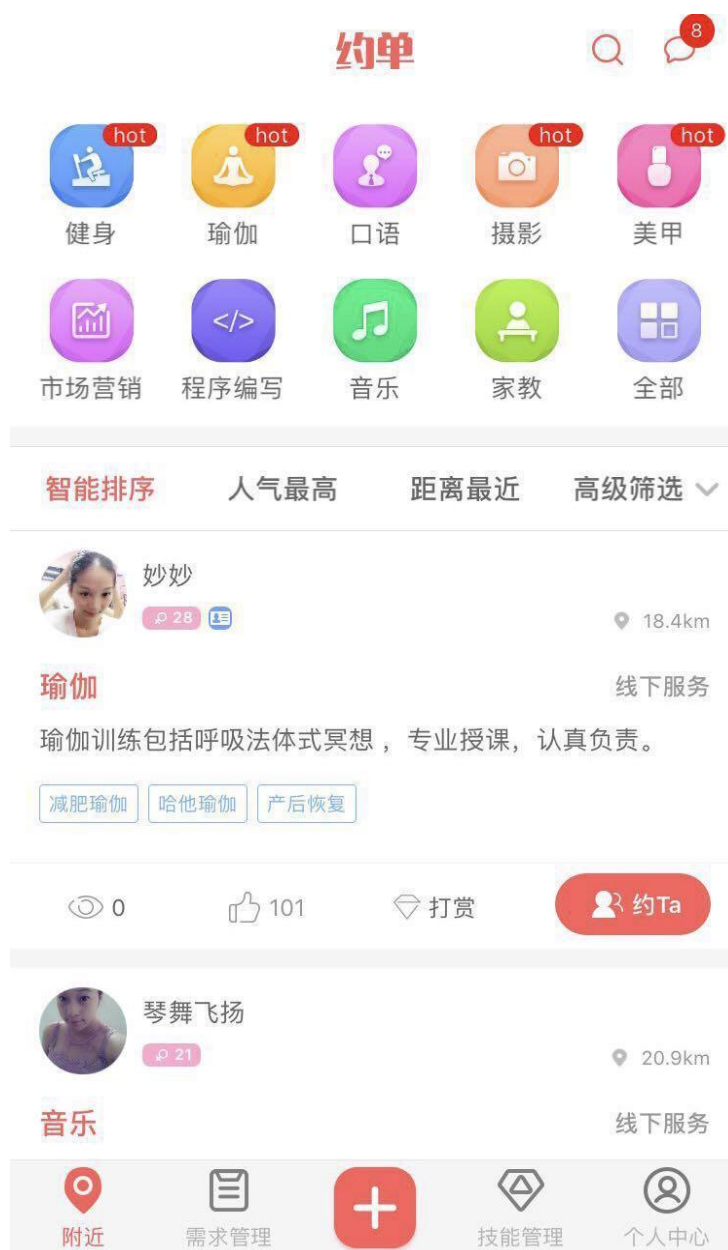 约单
8
hot hot hot hot
健身 瑜伽 口语 摄影 美甲
</>
市场营销 程序编写 音乐 家教 全部
智能排序 人气最高 距离最近 高级筛选
妙妙
28
18.4km
瑜伽 线下服务
瑜伽训练包括呼吸法体式冥想 ，专业授课，认真负责。
减肥瑜伽 哈他瑜伽 产后恢复
0 101 打赏 约Ta
琴舞飞扬
21
20.9km
音乐 线下服务
附近 需求管理 技能管理 个人中心